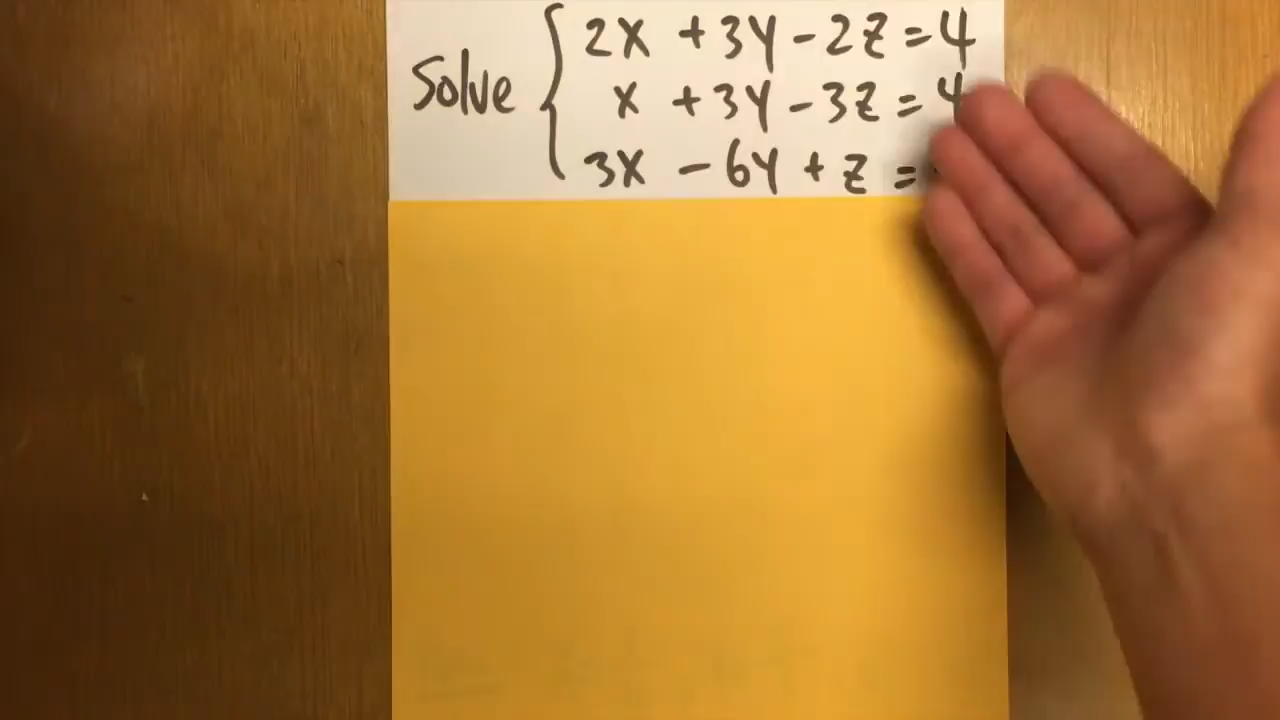 Solve { 2x + 3y - 2z = 4
x + 3y - 3z = 4
3x - 6y + z =